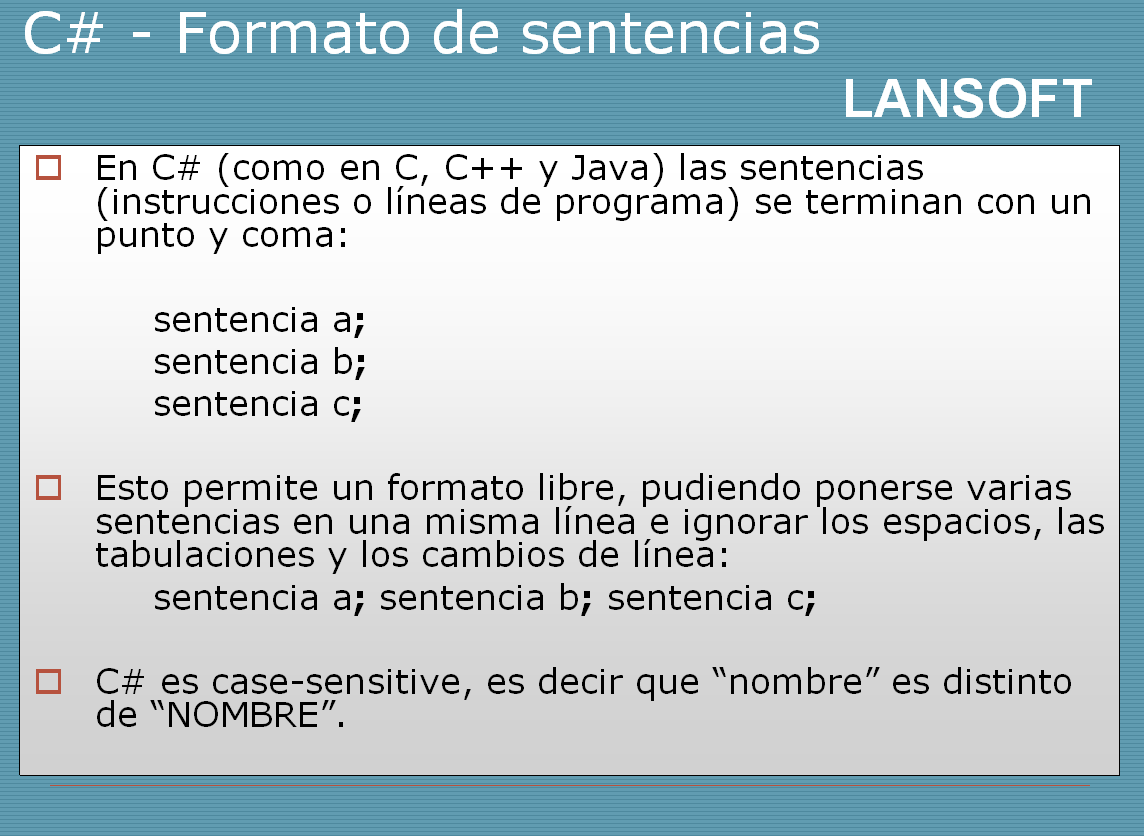 C# - Formato de sentencias
LANSOFT
En C# (como en C, C++ y Java) las sentencias
(instrucciones o líneas de programa) se terminan con un
punto y coma:
sentencia a;
sentencia b;
sentencia c;
Esto permite un formato libre, pudiendo ponerse varias
sentencias en una misma línea e ignorar los espacios, las
tabulaciones y los cambios de línea:
sentencia a; sentencia b; sentencia c;
C# es case-sensitive, es decir que “nombre” es distinto
de “NOMBRE”.